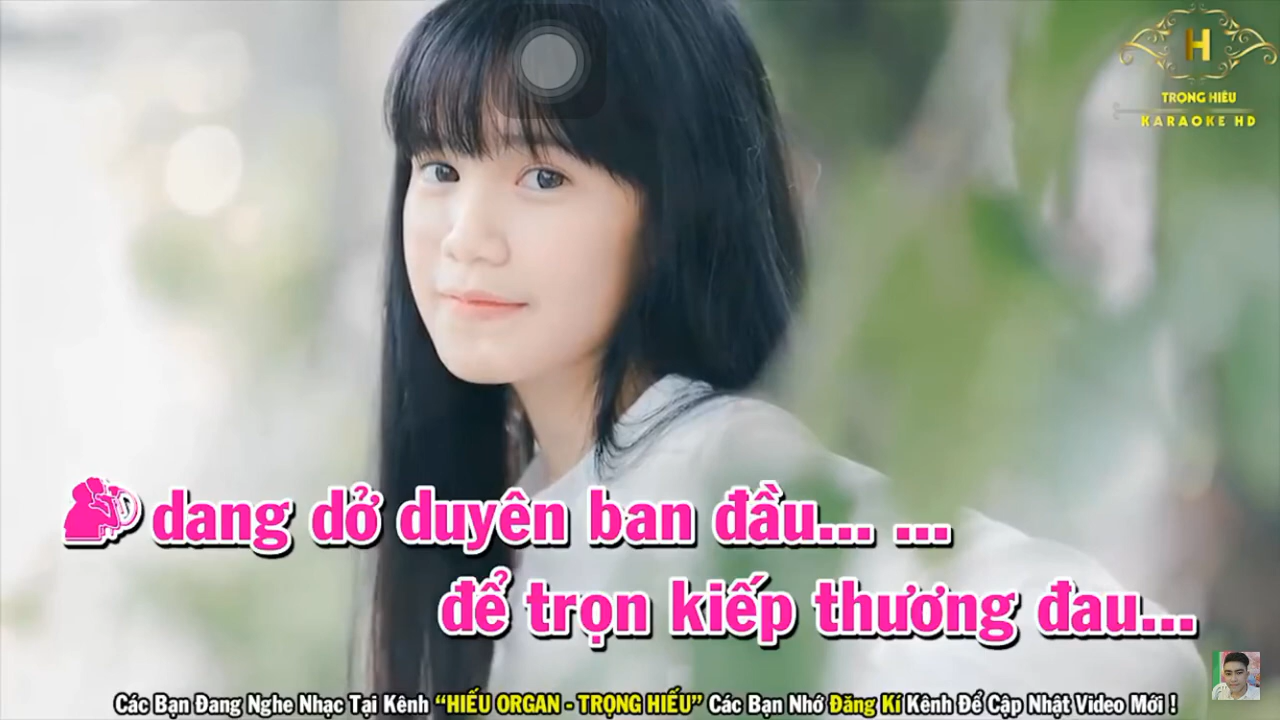 H
TRỌNG HIẾU
KARAOKE HD
dang dở duyên ban đầu... ...
để trọn kiếp thương đau...
Các Bạn Đang Nghe Nhạc Tại Kênh “HIẾU ORGAN - TRỌNG HIẾU” Các Bạn Nhớ Đăng Kí Kênh Để Cập Nhật Video Mới !